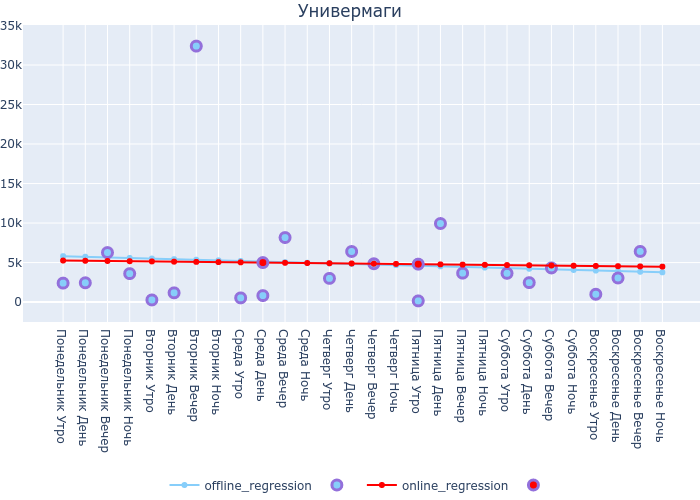 Универмаги
35k
30k
25k
20k
15k
10k
5k
0
Понедельник Утро
Понедельник День
Понедельник Вечер
Понедельник Ночь
Вторник Утро
Вторник День
Вторник Вечер
Вторник Ночь
Среда Утро
Среда День
Среда Вечер
Среда Ночь
Четверг Утро
Четверг День
Четверг Вечер
Четверг Ночь
Пятница Утро
Пятница День
Пятница Вечер
Пятница Ночь
Суббота Утро
Суббота День
Суббота Вечер
Суббота Ночь
Воскресенье Утро
Воскресенье День
Воскресенье Вечер
Воскресенье Ночь
offline_regression
online_regression